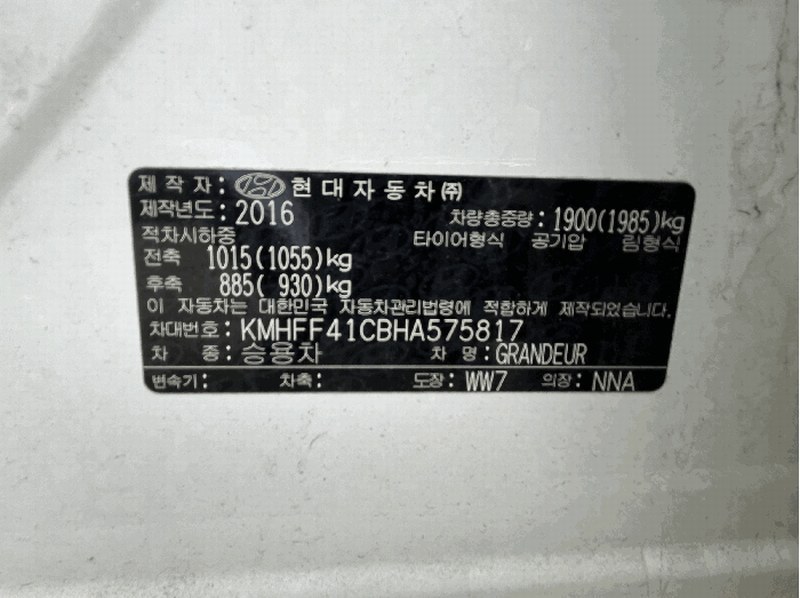 제 작 자 : 현대자동차㈜
제작년도 : 2016 차량총중량 : 1900(1985)kg
적차시하중 타이어형식 공기압 림형식
전축 1015(1055)kg
후축 885( 930)kg
이 자동차는 대한민국 자동차관리법령에 적합하게 제작되었습니다.
차대번호 : KMHFF41CBHA575817
차 종 : 승용차 차 명 : GRANDEUR
변속기 : 차축 : 도장 : WW7 의장 : NNA